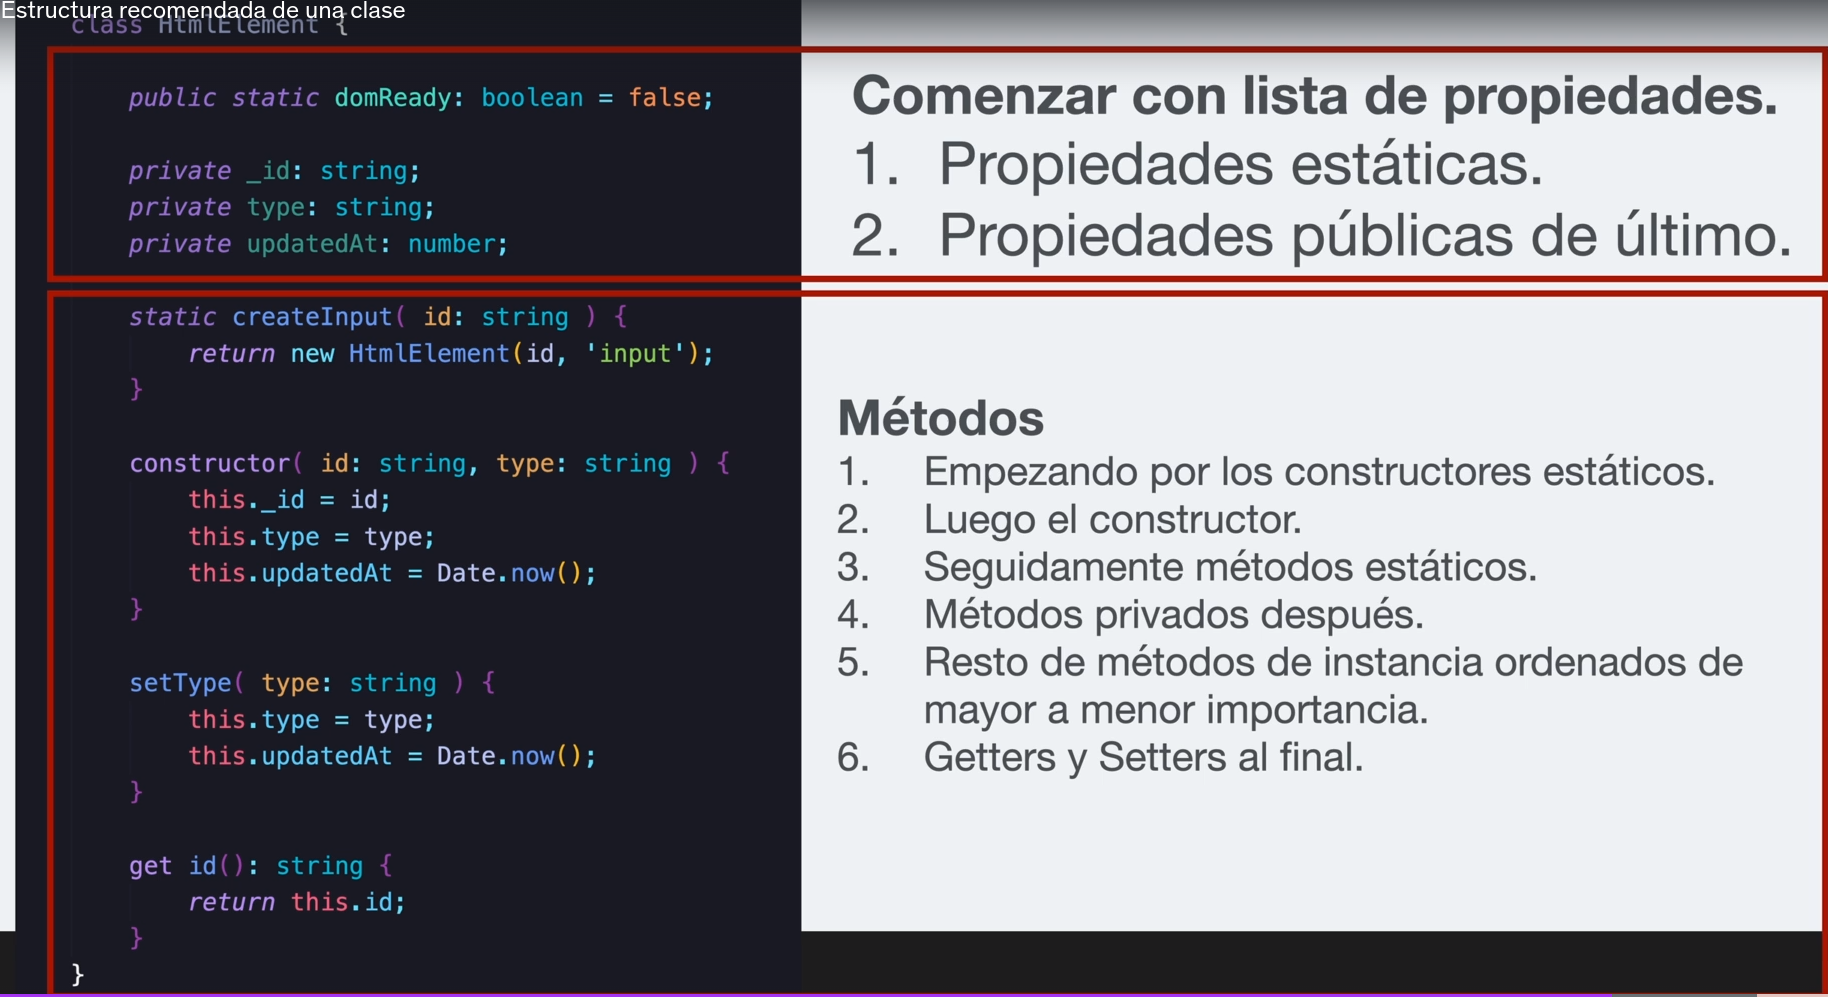 Estructura recomendada de una clase
class HtmlElement {
public static domReady: boolean = false;
private _id: string;
private type: string;
private updatedAt: number;
static createInput( id: string ) {
return new HtmlElement(id, 'input');
}
constructor( id: string, type: string ) {
this._id = id;
this.type = type;
this.updatedAt = Date.now();
}
setType( type: string ) {
this.type = type;
this.updatedAt = Date.now();
}
get id(): string {
return this.id;
}
}
Comenzar con lista de propiedades.
1. Propiedades estáticas.
2. Propiedades públicas de último.
Métodos
1. Empezando por los constructores estáticos.
2. Luego el constructor.
3. Seguidamente métodos estáticos.
4. Métodos privados después.
5. Resto de métodos de instancia ordenados de
mayor a menor importancia.
6. Getters y Setters al final.